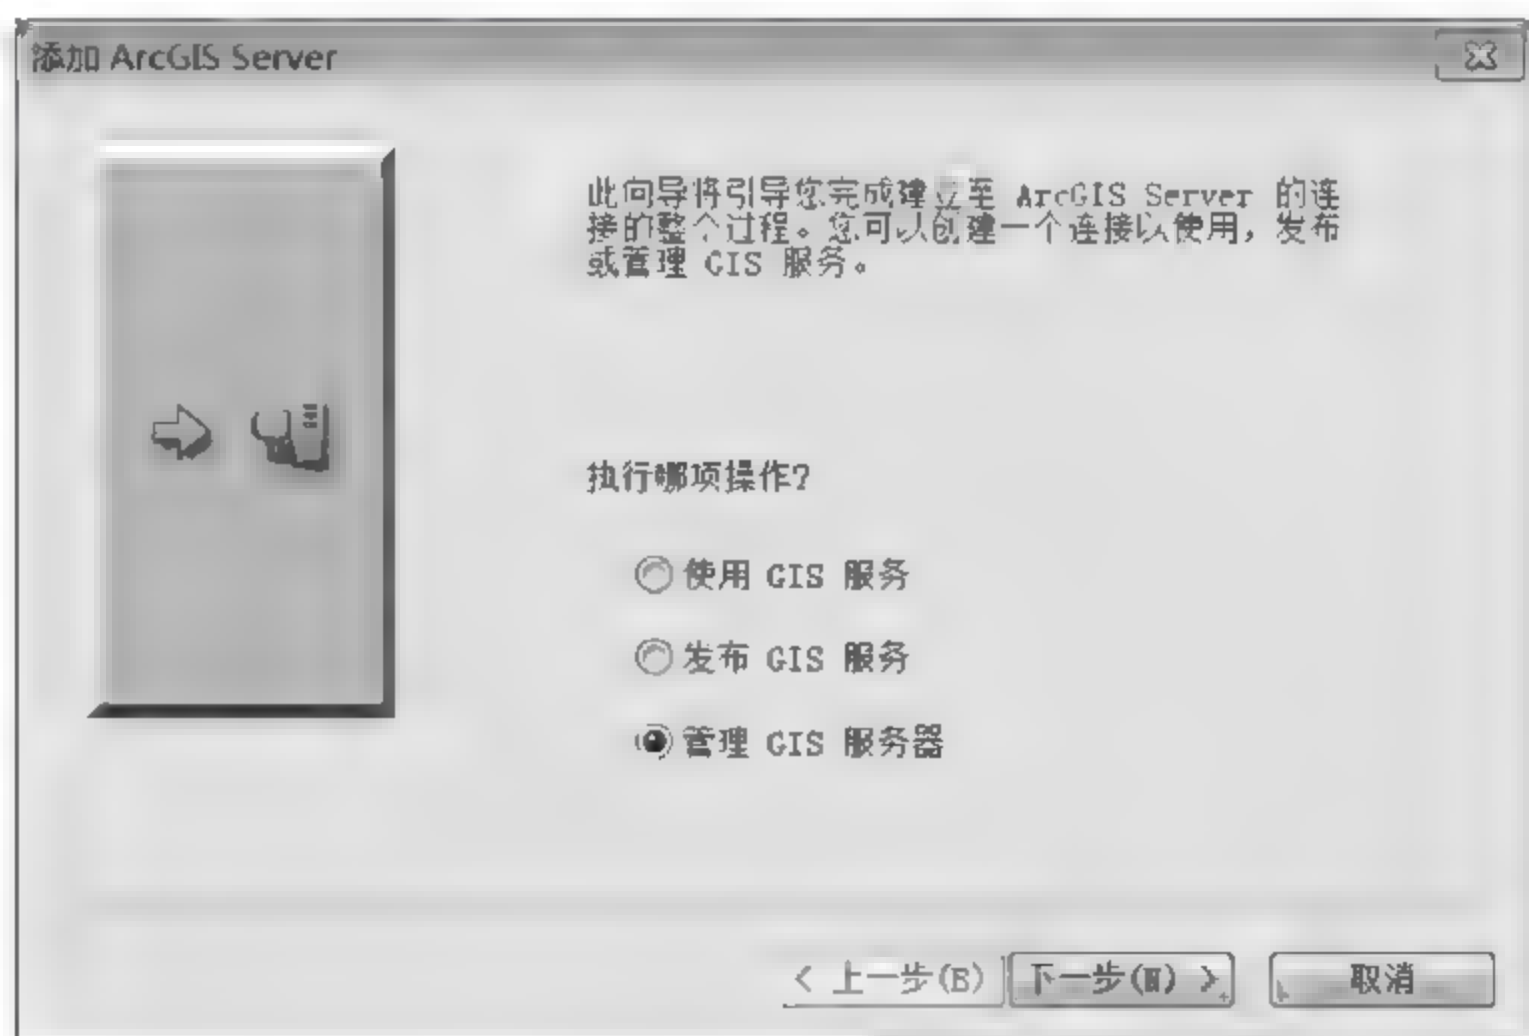 添加 ArcGIS Server
此向导将引导您完成建立至 ArcGIS Server 的连
接的整个过程。您可以创建一个连接以使用，发布
或管理 GIS 服务。
执行哪项操作?
使用 GIS 服务
发布 GIS 服务
管理 GIS 服务器
< 上一步(B)
下一步(N) >
取消